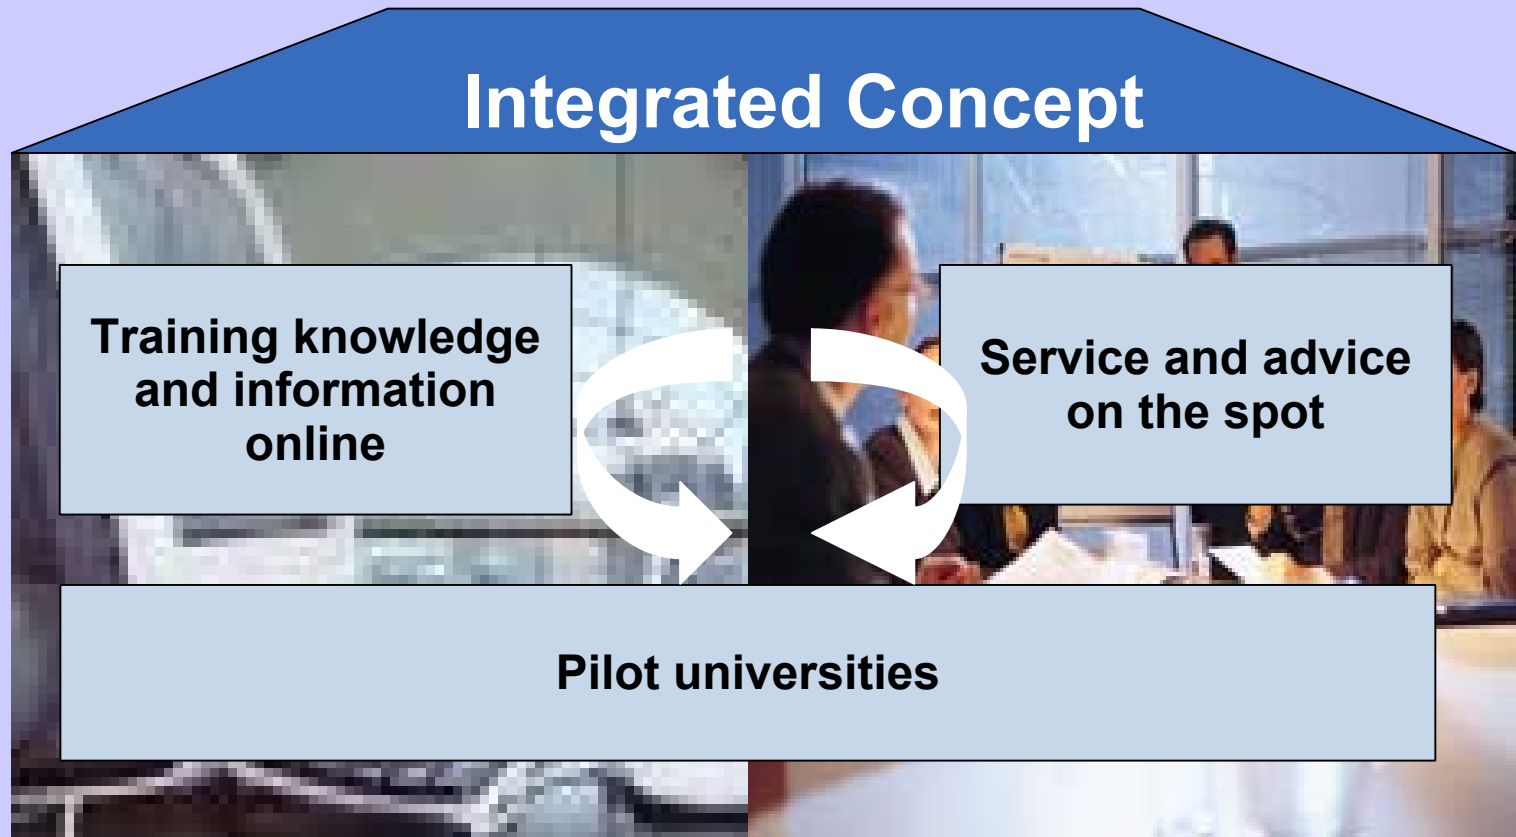 Integrated Concept
Training knowledge
and information
online
Service and advice
on the spot
Pilot universities